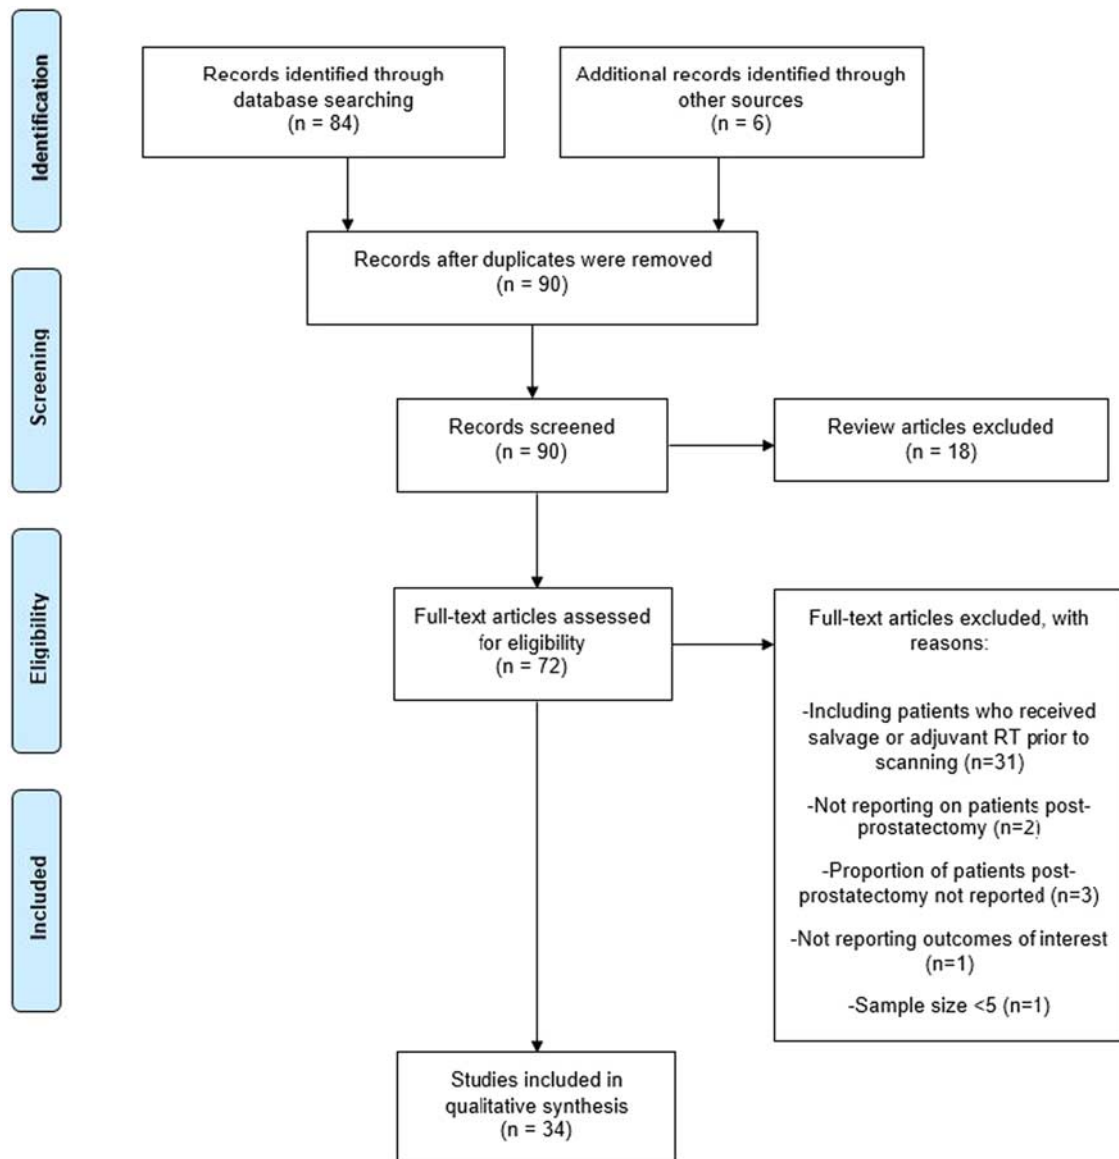 Identification
Records identified through
database searching
(n = 84)
Additional records identified through
other sources
(n = 6)
Records after duplicates were removed
(n = 90)
Screening
Records screened
(n = 90)
Review articles excluded
(n = 18)
Eligibility
Full-text articles assessed
for eligibility
(n = 72)
Full-text articles excluded, with
reasons:
-Including patients who received
salvage or adjuvant RT prior to
scanning (n=31)
-Not reporting on patients post-
prostatectomy (n=2)
-Proportion of patients post-
prostatectomy not reported (n=3)
-Not reporting outcomes of interest
(n=1)
-Sample size <5 (n=1)
Included
Studies included in
qualitative synthesis
(n = 34)